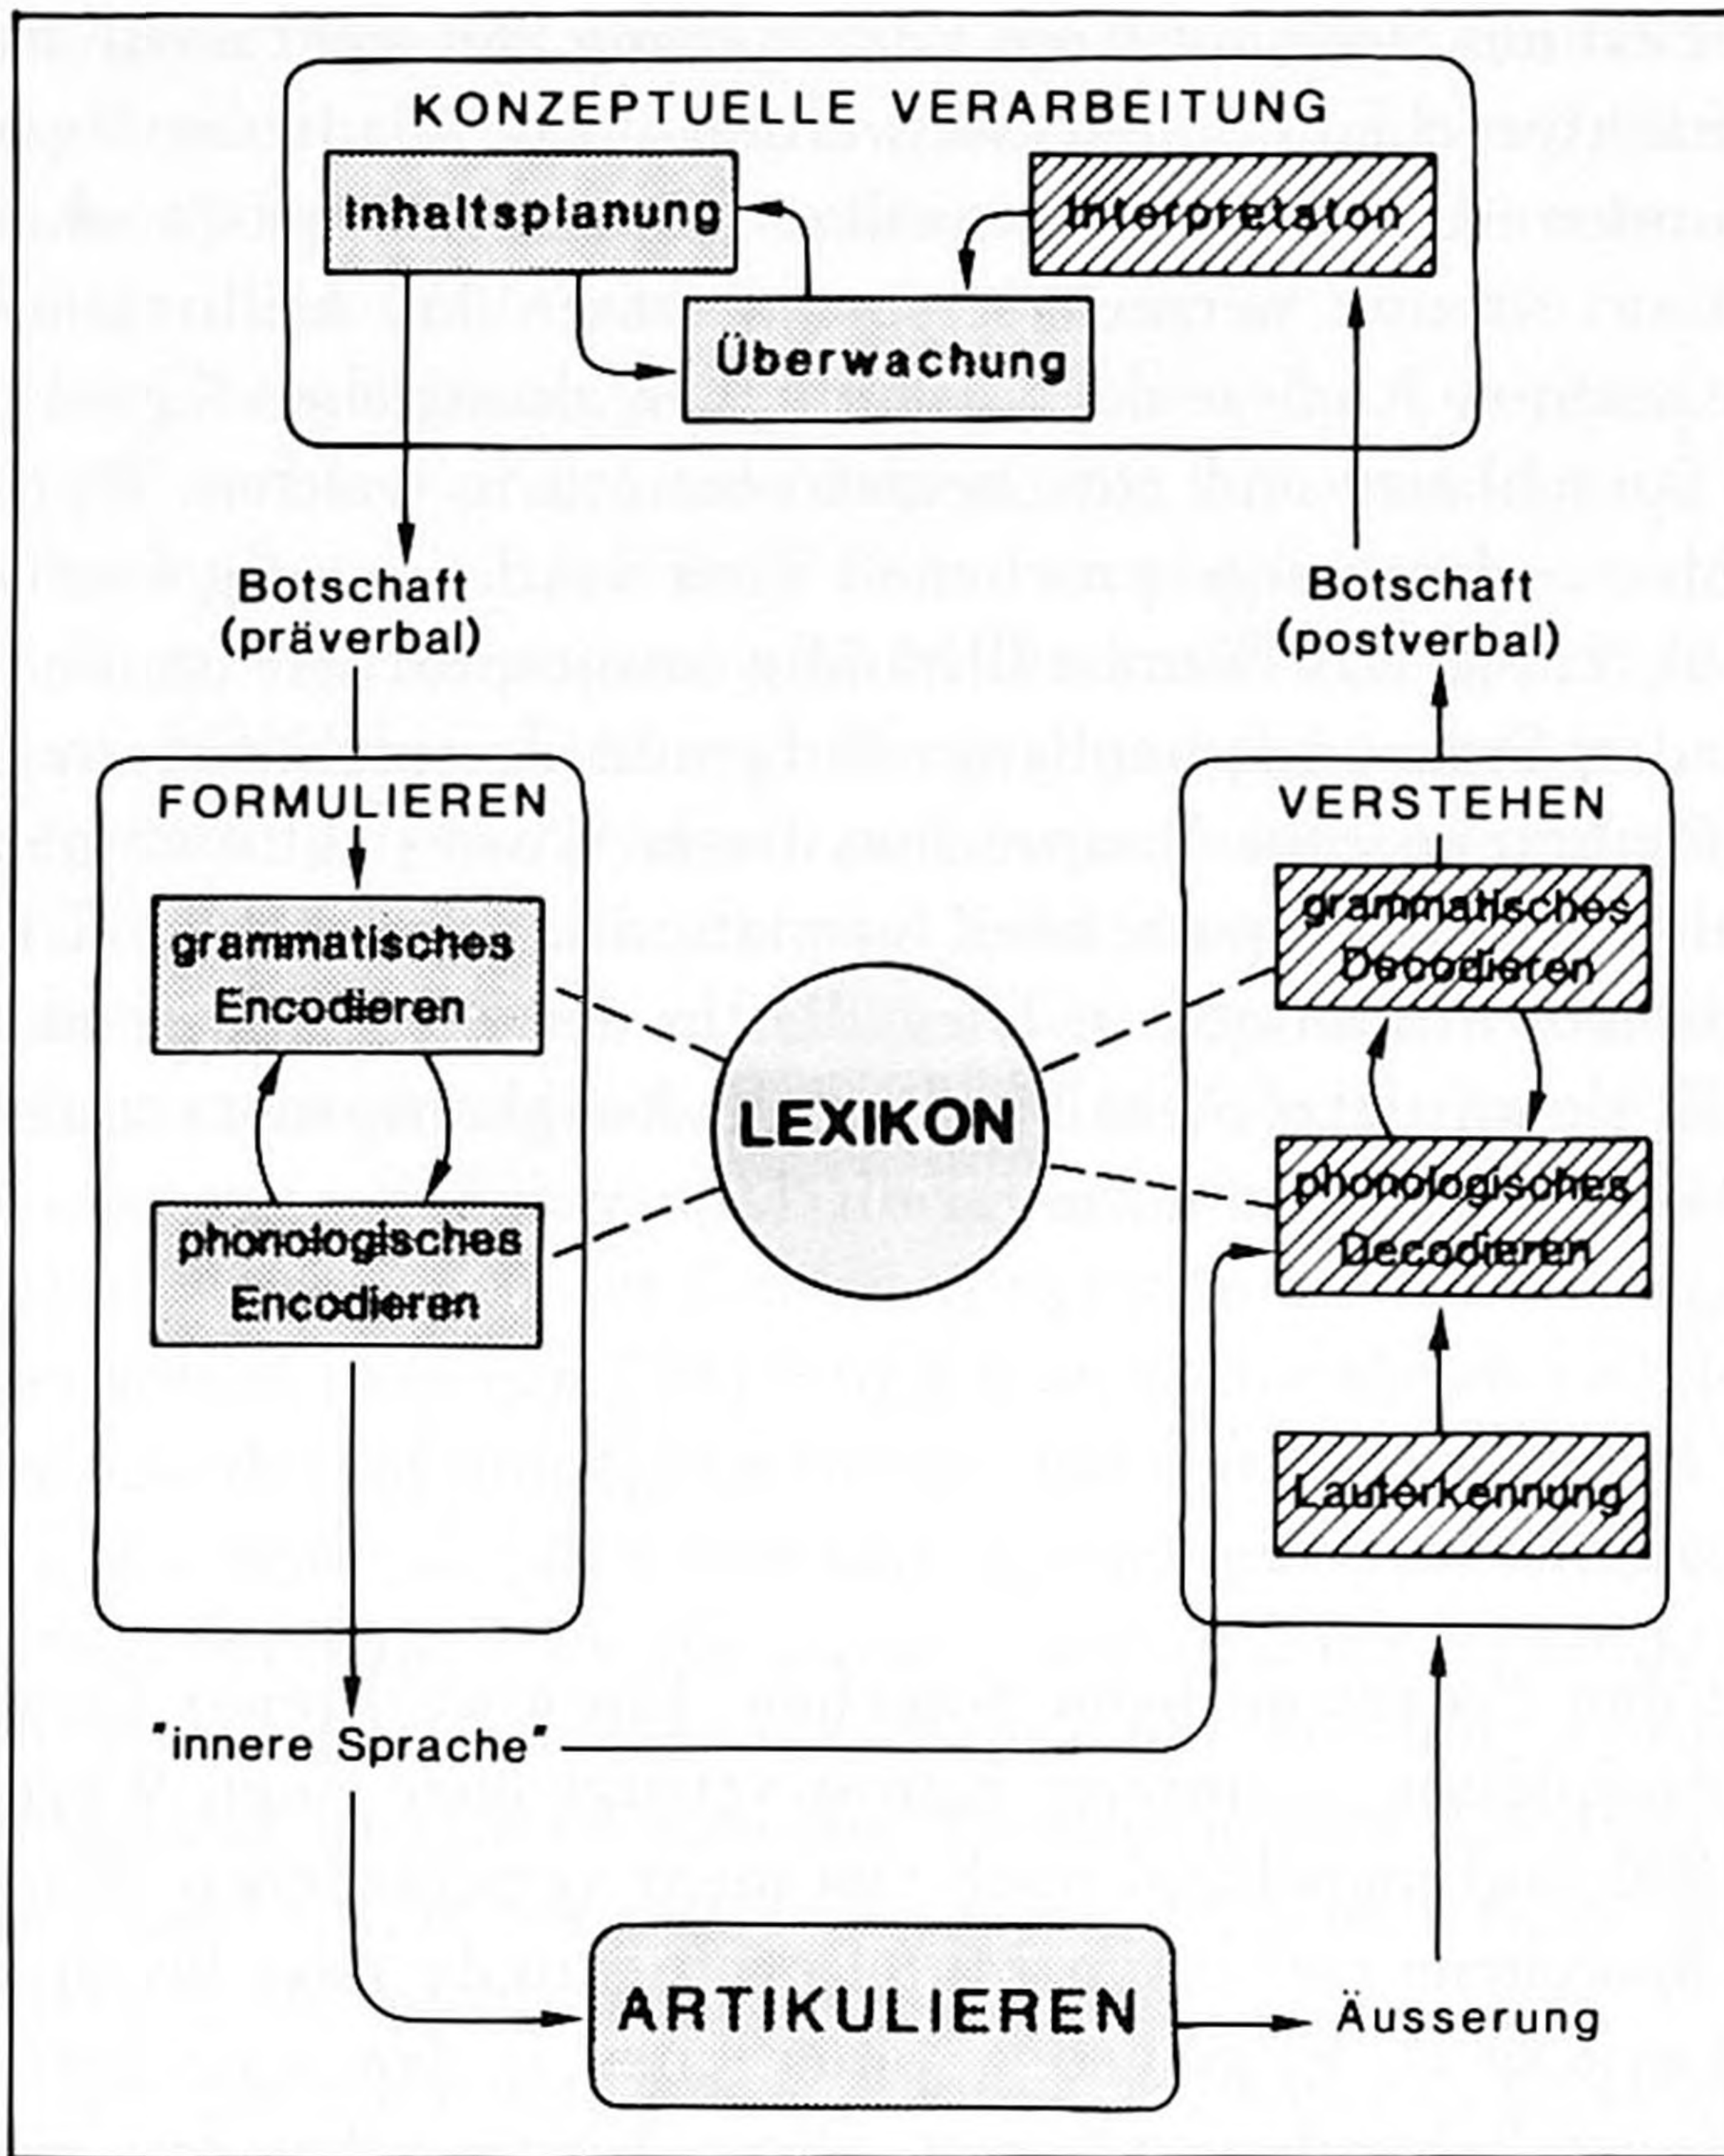 KONZEPTUELLE VERARBEITUNG
Inhaltsplanung
Interpretation
Überwachung
Botschaft
(präverbal)
Botschaft
(postverbal)
FORMULIEREN
VERSTEHEN
grammatisches
Encodieren
grammatisches
Decodieren
LEXIKON
phonologisches
Encodieren
phonologisches
Decodieren
Lauterkennung
"innere Sprache"
ARTIKULIEREN
Äusserung